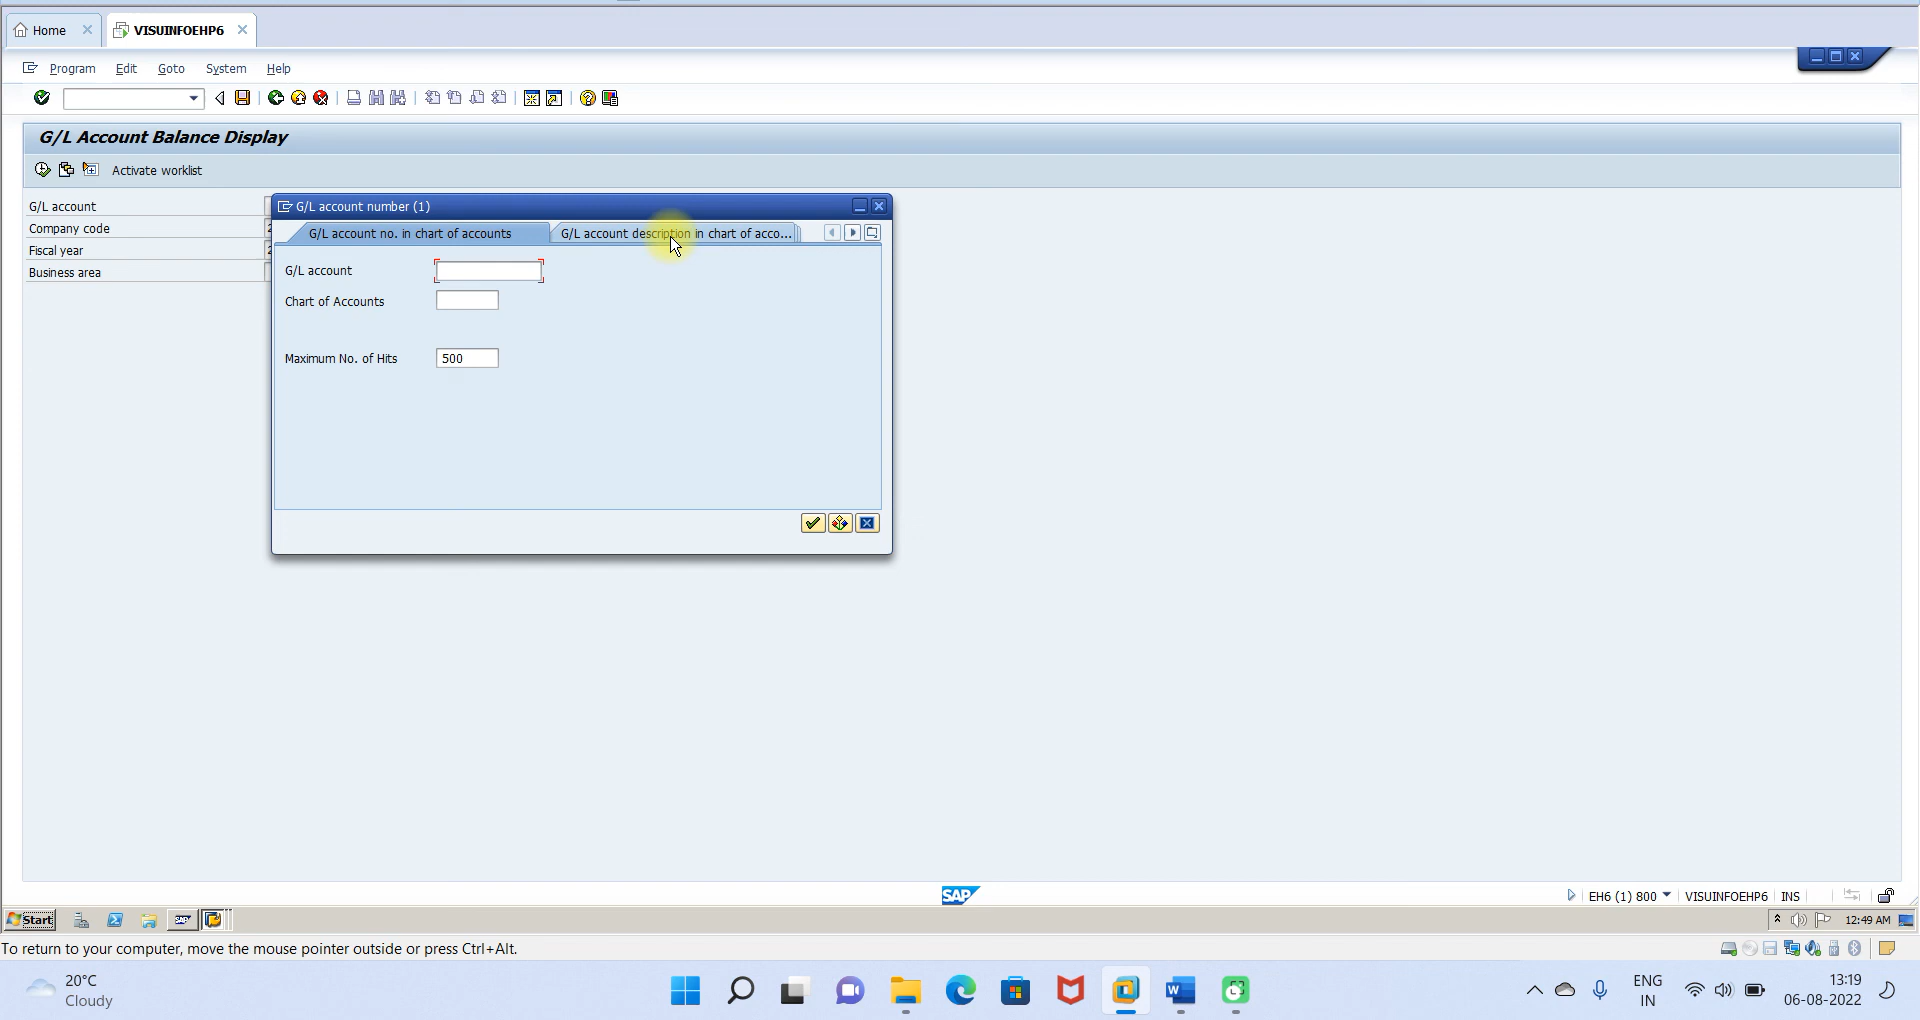 Home
VISUINFOEHP6
Program Edit Goto System Help
G/L Account Balance Display
Activate worklist
G/L account
Company code
2
Fiscal year
2
Business area
G/L account number (1)
G/L account no. in chart of accounts
G/L account description in chart of acco...
G/L account
Chart of Accounts
Maximum No. of Hits
500
SAP
EH6 (1) 800
VISUINFOEHP6
INS
Start
SAP
12:49 AM
To return to your computer, move the mouse pointer outside or press Ctrl+Alt.
20°C
Cloudy
W
ENG
IN
13:19
06-08-2022